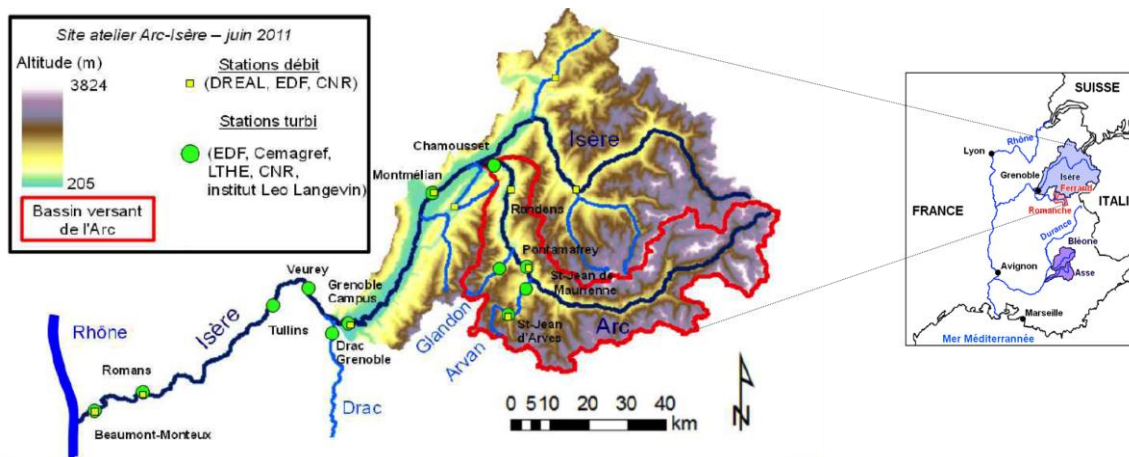 Site atelier Arc-Isère – juin 2011
Altitude (m)
3824
205
Stations débit
(DREAL, EDF, CNR)
Stations turbi
(EDF, Cemagref,
LTHE, CNR,
institut Leo Langevin)
Bassin versant
de l'Arc
Chamousset
Montmélian
Isère
Randens
Pontamafrey
St-Jean de
Maurienne
Arc
St-Jean
d'Arves
Glandon
Arvan
Veurey
Grenoble
Campus
Tullins
Drac
Grenoble
Isère
Rhône
Romans
Drac
Beaumont-Monteux
0 5 10 20 30 40
km
N
SUISSE
Rhône
Lyon
Isère
Grenoble
Ferraud
Romanche
ITALI
FRANCE
Durance
Bléone
Asse
Avignon
Marseille
Mer Méditerrannée